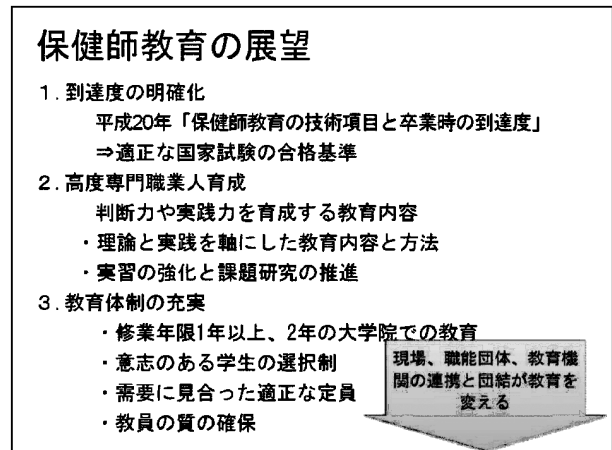 保健師教育の展望
1．到達度の明確化
平成20年「保健師教育の技術項目と卒業時の到達度」
⇒適正な国家試験の合格基準
2．高度専門職業人育成
判断力や実践力を育成する教育内容
・理論と実践を軸にした教育内容と方法
・実習の強化と課題研究の推進
3．教育体制の充実
・修業年限1年以上、2年の大学院での教育
・意志のある学生の選択制
・需要に見合った適正な定員
・教員の質の確保
現場、職能団体、教育機
関の連携と団結が教育を
変える